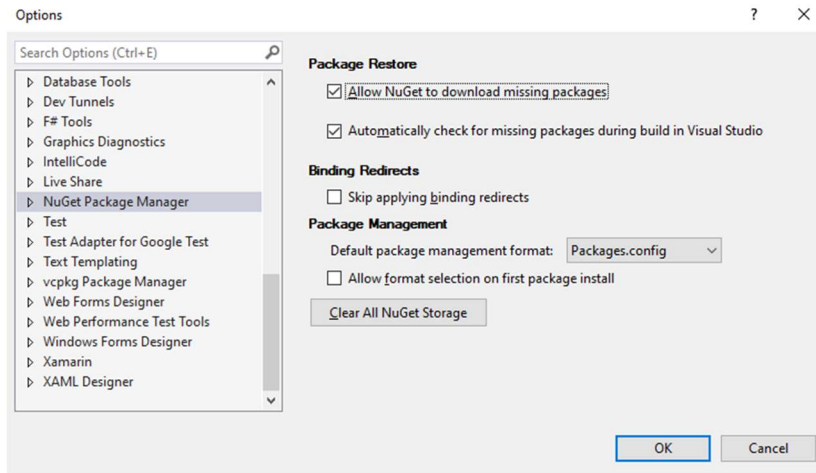 Options
Search Options (Ctrl+E)
Database Tools
Dev Tunnels
F# Tools
Graphics Diagnostics
IntelliCode
Live Share
NuGet Package Manager
Test
Test Adapter for Google Test
Text Templating
vcpkg Package Manager
Web Forms Designer
Web Performance Test Tools
Windows Forms Designer
Xamarin
XAML Designer
Package Restore
Allow NuGet to download missing packages
Automatically check for missing packages during build in Visual Studio
Binding Redirects
Skip applying binding redirects
Package Management
Default package management format: Packages.config
Allow format selection on first package install
Clear All NuGet Storage
OK Cancel